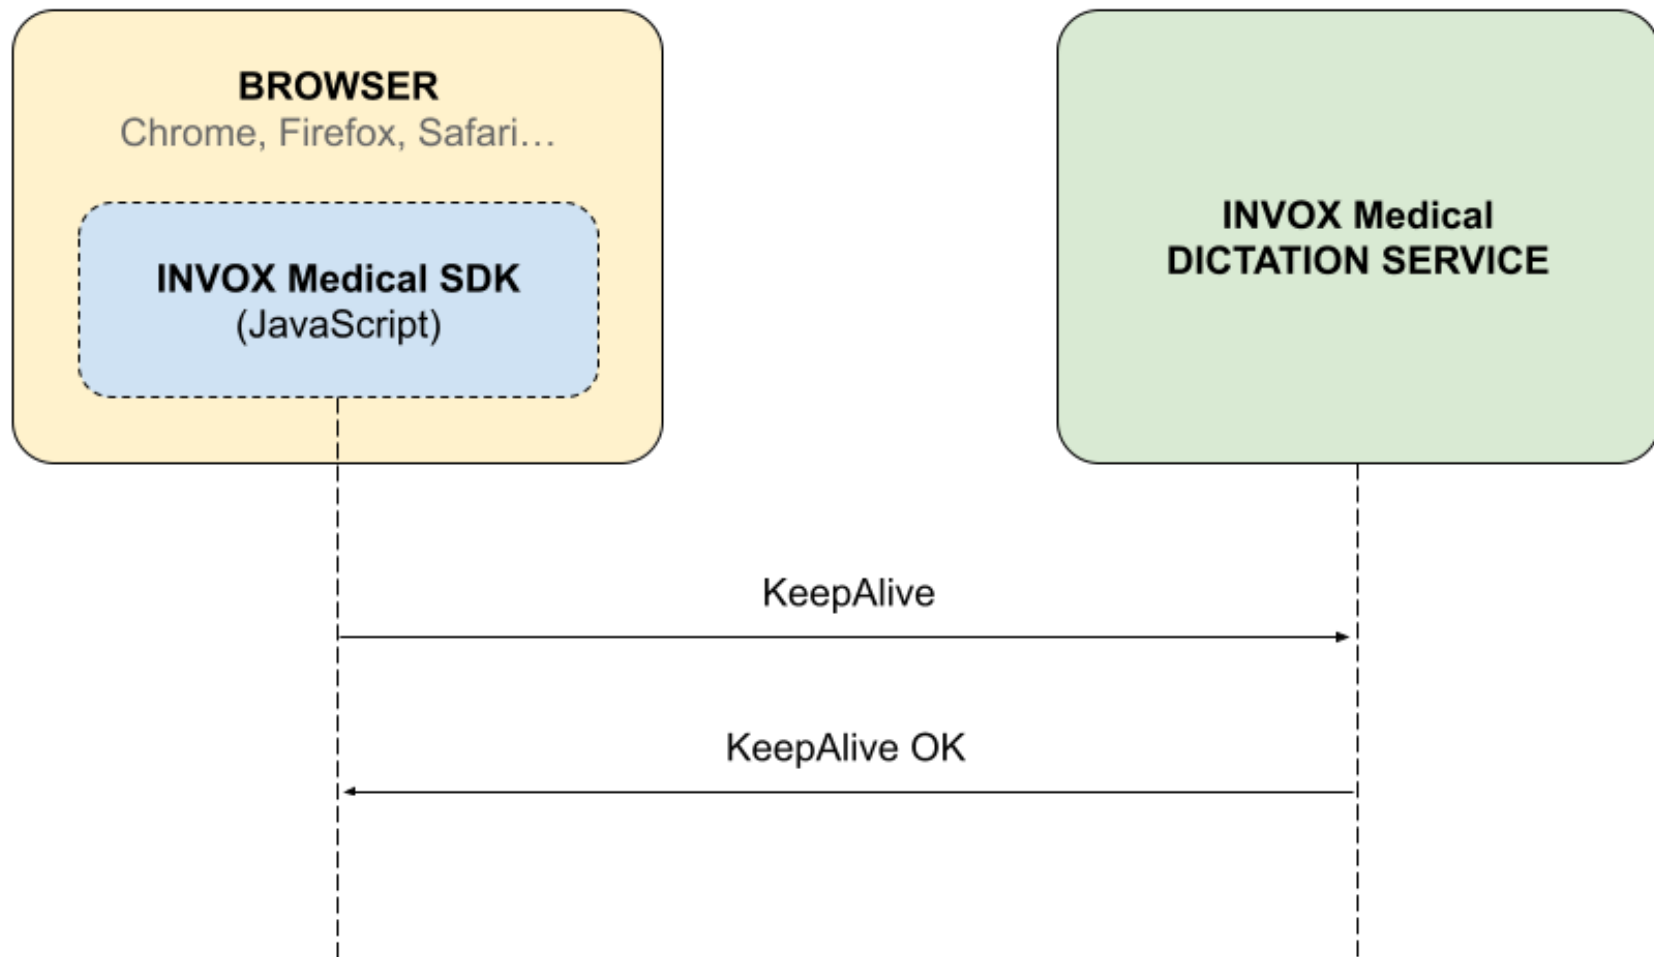 BROWSER
Chrome, Firefox, Safari…
INVOX Medical SDK
(JavaScript)
INVOX Medical
DICTATION SERVICE
KeepAlive
KeepAlive OK